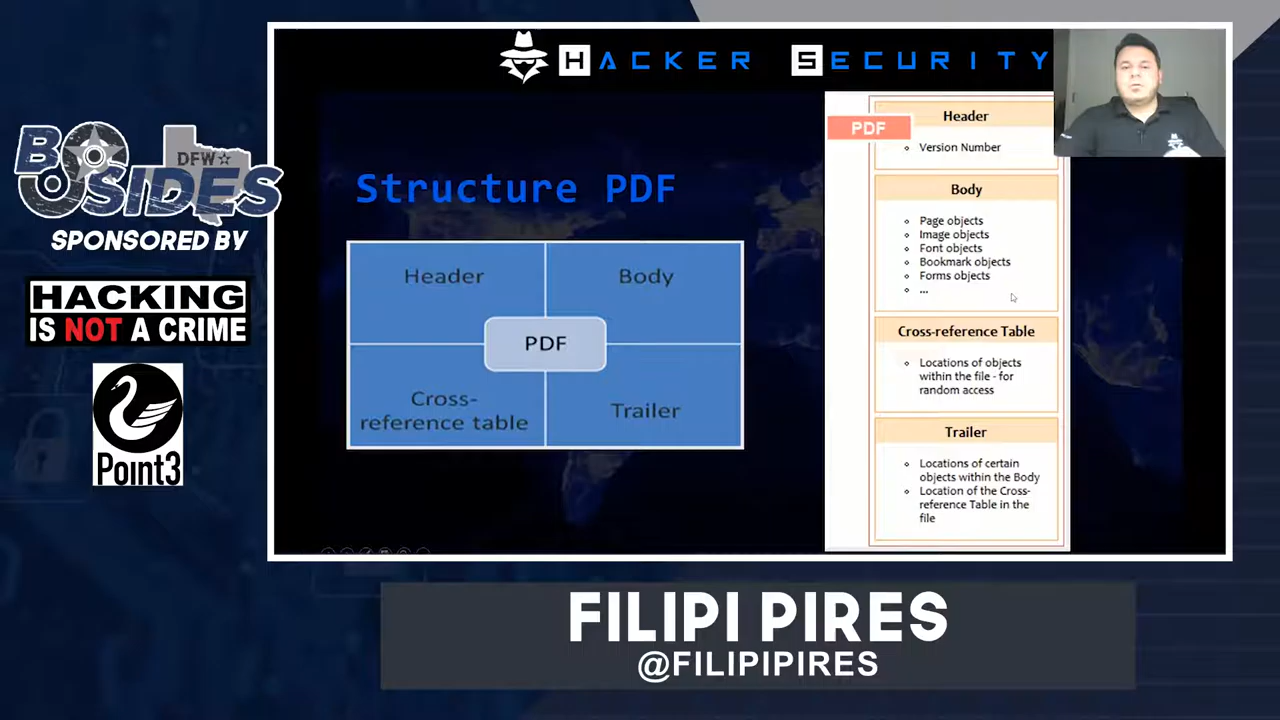 HACKER SECURITY
BSIDES
DFW
SPONSORED BY
HACKING
IS NOT A CRIME
Point3
Structure PDF
Header
Body
PDF
Cross-
reference table
Trailer
PDF
Header
Version Number
Body
Page objects
Image objects
Font objects
Bookmark objects
Forms objects
...
Cross-reference Table
Locations of objects
within the file - for
random access
Trailer
Locations of certain
objects within the Body
Location of the Cross-
reference Table in the
file
FILIPI PIRES
@FILIPIPIRES